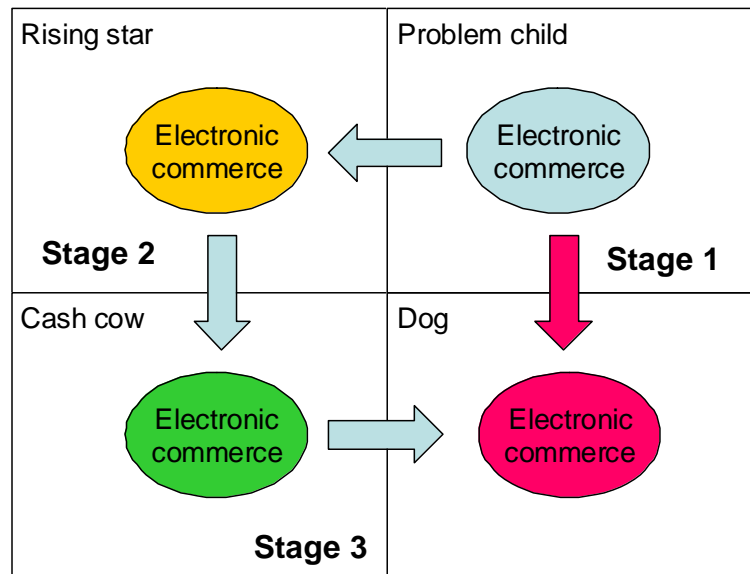 Rising star
Problem child
Electronic
commerce
Electronic
commerce
Stage 2
Stage 1
Cash cow
Dog
Electronic
commerce
Electronic
commerce
Stage 3